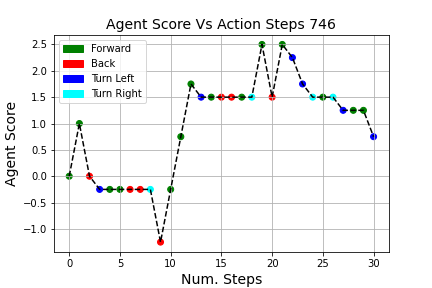 Agent Score Vs Action Steps 746
Agent Score
2.5
2.0
1.5
1.0
0.5
0.0
−0.5
−1.0
Forward
Back
Turn Left
Turn Right
0 5 10 15 20 25 30
Num. Steps